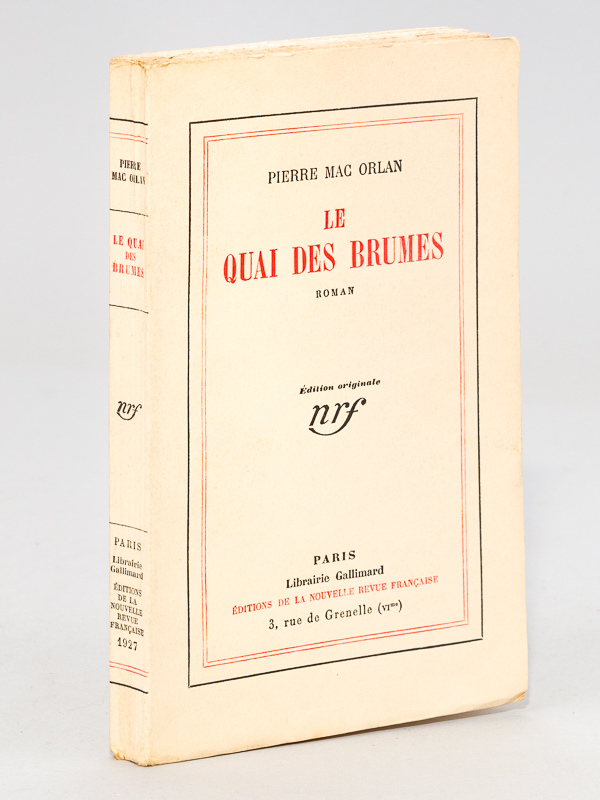 PIERRE
MAC ORLAN
LE QUAI
DES
BRUMES
nrf
PARIS
Librairie
Gallimard
ÉDITIONS
DE LA
NOUVELLE
REVUE
FRANÇAISE
1927
PIERRE MAC ORLAN
LE
QUAI DES BRUMES
ROMAN
Édition originale
nrf
PARIS
Librairie Gallimard
ÉDITIONS DE LA NOUVELLE REVUE FRANÇAISE
3, rue de Grenelle (VIme)